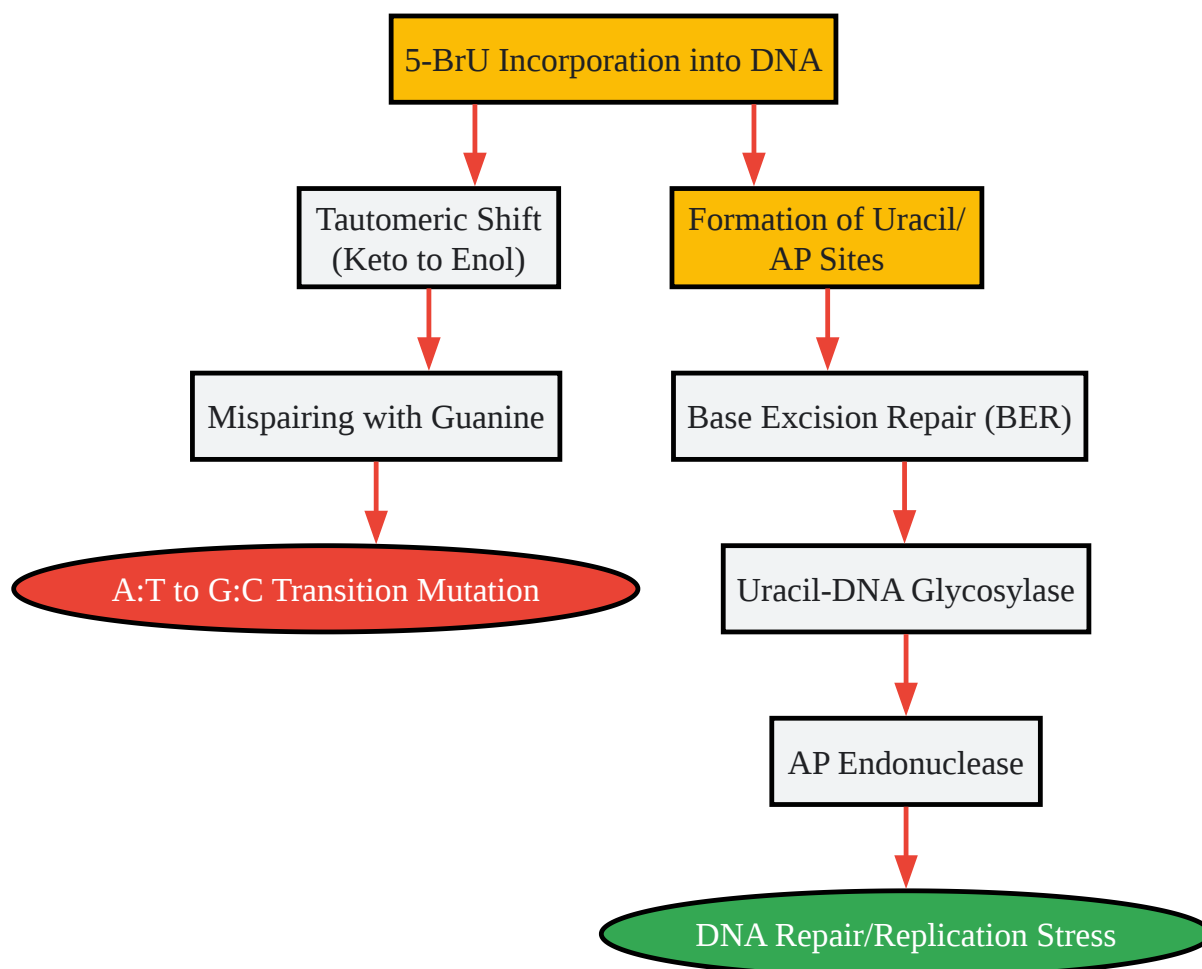 5-BrU Incorporation into DNA
Tautomeric Shift
(Keto to Enol)
Formation of Uracil/
AP Sites
Mispairing with Guanine
Base Excision Repair (BER)
A:T to G:C Transition Mutation
Uracil-DNA Glycosylase
AP Endonuclease
DNA Repair/Replication Stress